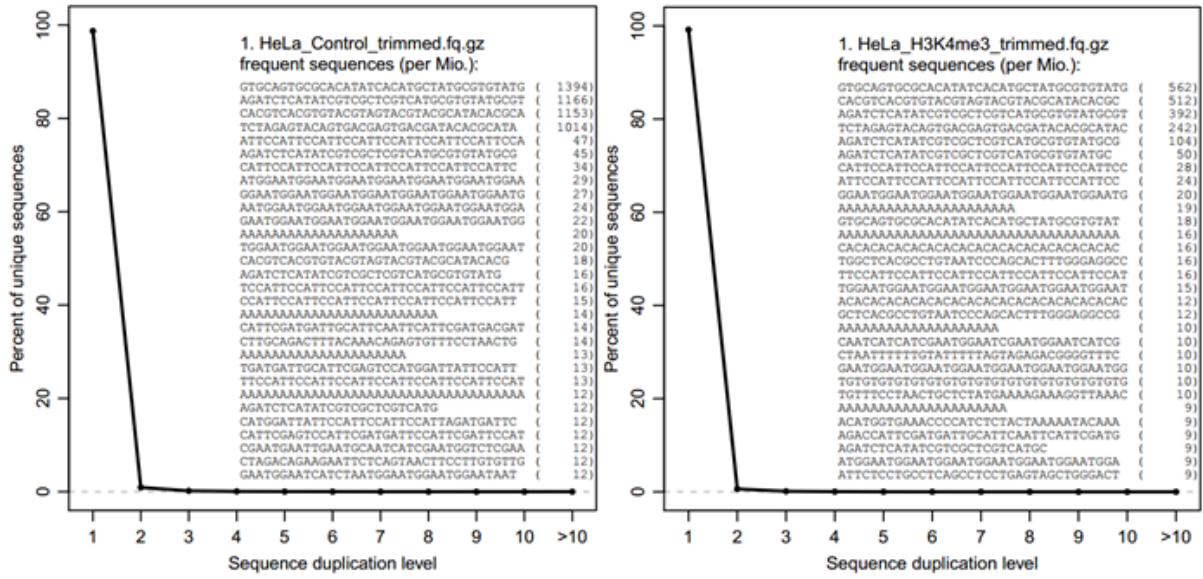 1. HeLa_Control_trimmed.fq.gz
frequent sequences (per Mio.):
GTGCAGTGCGCACATATCACATGCTATGCGTGTATG ( 1394)
AGATCTCATATCGTCGCTCGTCATGCGTGTATGCGT ( 1166)
CACGTCACGTGTACGTAGTACGTACGCATACACGCA ( 1153)
TCTAGAGTACAGTGACGAGTGACGATACACGCATA ( 1014)
ATTCCATTCCATTCCATTCCATTCCATTCCATTCCA ( 47)
AGATCTCATATCGTCGCTCGTCATGCGTGTATGCG ( 45)
CATTCCATTCCATTCCATTCCATTCCATTCCATTC ( 34)
ATGGAATGGAATGGAATGGAATGGAATGGAATGGAA ( 29)
GGAATGGAATGGAATGGAATGGAATGGAATGGAATG ( 27)
AATGGAATGGAATGGAATGGAATGGAATGGAATGGA ( 24)
GAATGGAATGGAATGGAATGGAATGGAATGGAATGG ( 22)
AAAAAAAAAAAAAAAAAAAA ( 20)
TGGAATGGAATGGAATGGAATGGAATGGAATGGAAT ( 20)
CACGTCACGTGTACGTAGTACGTACGCATACACG ( 18)
AGATCTCATATCGTCGCTCGTCATGCGTGTATG ( 16)
TCCATTCCATTCCATTCCATTCCATTCCATTCCATT ( 16)
CCATTCCATTCCATTCCATTCCATTCCATTCCATT ( 15)
AAAAAAAAAAAAAAAAAAAAAAAAA ( 14)
CATTCGATGATTGCATTCAATTCATTCGATGACGAT ( 14)
CTTGCAGACTTTACAAACAGAGTGTTTCCTAACTG ( 14)
AAAAAAAAAAAAAAAAAAAAA ( 13)
TGATGATTGCATTCGAGTCCATGGATTATTCCATT ( 13)
TTCCATTCCATTCCATTCCATTCCATTCCATTCCAT ( 13)
AAAAAAAAAAAAAAAAAAAAAAAAAAAAAAAAAAAA ( 12)
AGATCTCATATCGTCGCTCGTCATG ( 12)
CATGGATTATTCCATTCCATTCCATTAGATGATTC ( 12)
CATTCGAGTCCATTCGATGATTCCATTCGATTCCAT ( 12)
CGAATGAATTGAATGCAATCATCGAATGGTCTCGAA ( 12)
CTAGACAGAAGAATTCTCAGTAACTTCCTTGTGTTG ( 12)
GAATGGAATCATCTAATGGAATGGAATGGAATAAT ( 12)
100
80
60
40
20
0
Percent of unique sequences
1 2 3 4 5 6 7 8 9 10 >10
Sequence duplication level
1. HeLa_H3K4me3_trimmed.fq.gz
frequent sequences (per Mio.):
GTGCAGTGCGCACATATCACATGCTATGCGTGTATG ( 562)
CACGTCACGTGTACGTAGTACGTACGCATACACGC ( 512)
AGATCTCATATCGTCGCTCGTCATGCGTGTATGCGT ( 392)
TCTAGAGTACAGTGACGAGTGACGATACACGCATAC ( 242)
AGATCTCATATCGTCGCTCGTCATGCGTGTATGCG ( 104)
AGATCTCATATCGTCGCTCGTCATGCGTGTATGC ( 50)
CATTCCATTCCATTCCATTCCATTCCATTCCATTCC ( 28)
ATTCCATTCCATTCCATTCCATTCCATTCCATTCC ( 24)
GGAATGGAATGGAATGGAATGGAATGGAATGGAATG ( 20)
AAAAAAAAAAAAAAAAAAAAAA ( 19)
GTGCAGTGCGCACATATCACATGCTATGCGTGTAT ( 18)
AAAAAAAAAAAAAAAAAAAAAAAAAAAAAAAAAAA ( 16)
CACACACACACACACACACACACACACACACACAC ( 16)
TGGCTCACGCCTGTAATCCCAGCACTTTGGGAGGCC ( 16)
TTCCATTCCATTCCATTCCATTCCATTCCATTCCAT ( 16)
TGGAATGGAATGGAATGGAATGGAATGGAATGGAAT ( 15)
ACACACACACACACACACACACACACACACACACAC ( 12)
GCTCACGCCTGTAATCCCAGCACTTTGGGAGGCCG ( 12)
AAAAAAAAAAAAAAAAAAAA ( 10)
CAATCATCATCGAATGGAATCGAATGGAATCATCG ( 10)
CTAATTTTTTGTATTTTTAGTAGAGACGGGGTTTC ( 10)
GAATGGAATGGAATGGAATGGAATGGAATGGAATGG ( 10)
TGTGTGTGTGTGTGTGTGTGTGTGTGTGTGTGTGTG ( 10)
TGTTTCCTAACTGCTCTATGAAAAGAAAGGTTAAAC ( 10)
AAAAAAAAAAAAAAAAAAAAA ( 9)
ACATGGTGAAACCCCATCTCTACTAAAAATACAAA ( 9)
AGACCATTCGATGATTGCATTCAATTCATTCGATG ( 9)
AGATCTCATATCGTCGCTCGTCATGC ( 9)
ATGGAATGGAATGGAATGGAATGGAATGGAATGGA ( 9)
ATTCTCCTGCCTCAGCCTCCTGAGTAGCTGGGACT ( 9)
100
80
60
40
20
0
Percent of unique sequences
1 2 3 4 5 6 7 8 9 10 >10
Sequence duplication level